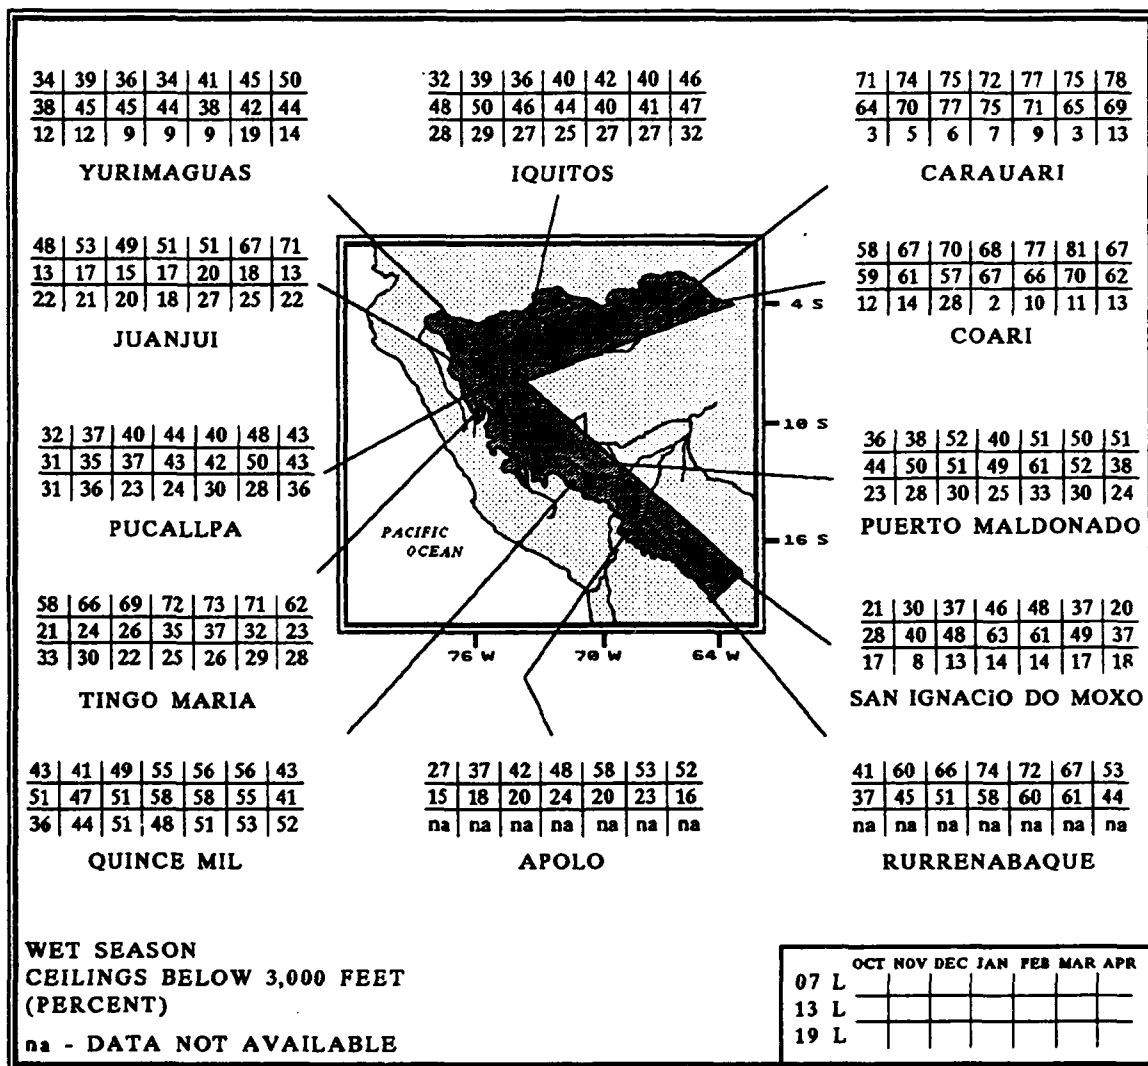 34 | 39 | 36 | 34 | 41 | 45 | 50
38 | 45 | 45 | 44 | 38 | 42 | 44
12 | 12 | 9 | 9 | 9 | 19 | 14
YURIMAGUAS
32 | 39 | 36 | 40 | 42 | 40 | 46
48 | 50 | 46 | 44 | 40 | 41 | 47
28 | 29 | 27 | 25 | 27 | 27 | 32
IQUITOS
71 | 74 | 75 | 72 | 77 | 75 | 78
64 | 70 | 77 | 75 | 71 | 65 | 69
3 | 5 | 6 | 7 | 9 | 3 | 13
CARAUARI
48 | 53 | 49 | 51 | 51 | 67 | 71
13 | 17 | 15 | 17 | 20 | 18 | 13
22 | 21 | 20 | 18 | 27 | 25 | 22
JUANJUI
58 | 67 | 70 | 68 | 77 | 81 | 67
59 | 61 | 57 | 67 | 66 | 70 | 62
12 | 14 | 28 | 2 | 10 | 11 | 13
COARI
4 S
10 S
16 S
32 | 37 | 40 | 44 | 40 | 48 | 43
31 | 35 | 37 | 43 | 42 | 50 | 43
31 | 36 | 23 | 24 | 30 | 28 | 36
PUCALLPA
PACIFIC
OCEAN
36 | 38 | 52 | 40 | 51 | 50 | 51
44 | 50 | 51 | 49 | 61 | 52 | 38
23 | 28 | 30 | 25 | 33 | 30 | 24
PUERTO MALDONADO
58 | 66 | 69 | 72 | 73 | 71 | 62
21 | 24 | 26 | 35 | 37 | 32 | 23
33 | 30 | 22 | 25 | 26 | 29 | 28
TINGO MARIA
76 W 70 W 64 W
21 | 30 | 37 | 46 | 48 | 37 | 20
28 | 40 | 48 | 63 | 61 | 49 | 37
17 | 8 | 13 | 14 | 14 | 17 | 18
SAN IGNACiO DO MOXO
43 | 41 | 49 | 55 | 56 | 56 | 43
51 | 47 | 51 | 58 | 58 | 55 | 41
36 | 44 | 51 | 48 | 51 | 53 | 52
QUINCE MIL
27 | 37 | 42 | 48 | 58 | 53 | 52
15 | 18 | 20 | 24 | 20 | 23 | 16
na | na | na | na | na | na | na
APOLO
41 | 60 | 66 | 74 | 72 | 67 | 53
37 | 45 | 51 | 58 | 60 | 61 | 44
na | na | na | na | na | na | na
RURRENABAQUE
WET SEASON
CEILINGS BELOW 3,000 FEET
(PERCENT)
na - DATA NOT AVAILABLE
OCT NOV DEC JAN FEB MAR APR
07 L
13 L
19 L